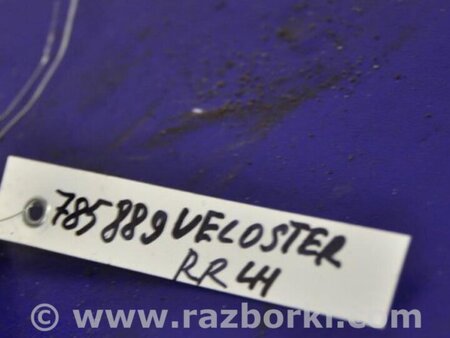 785889 VELOSTER
RR LH
© www.razborki.com